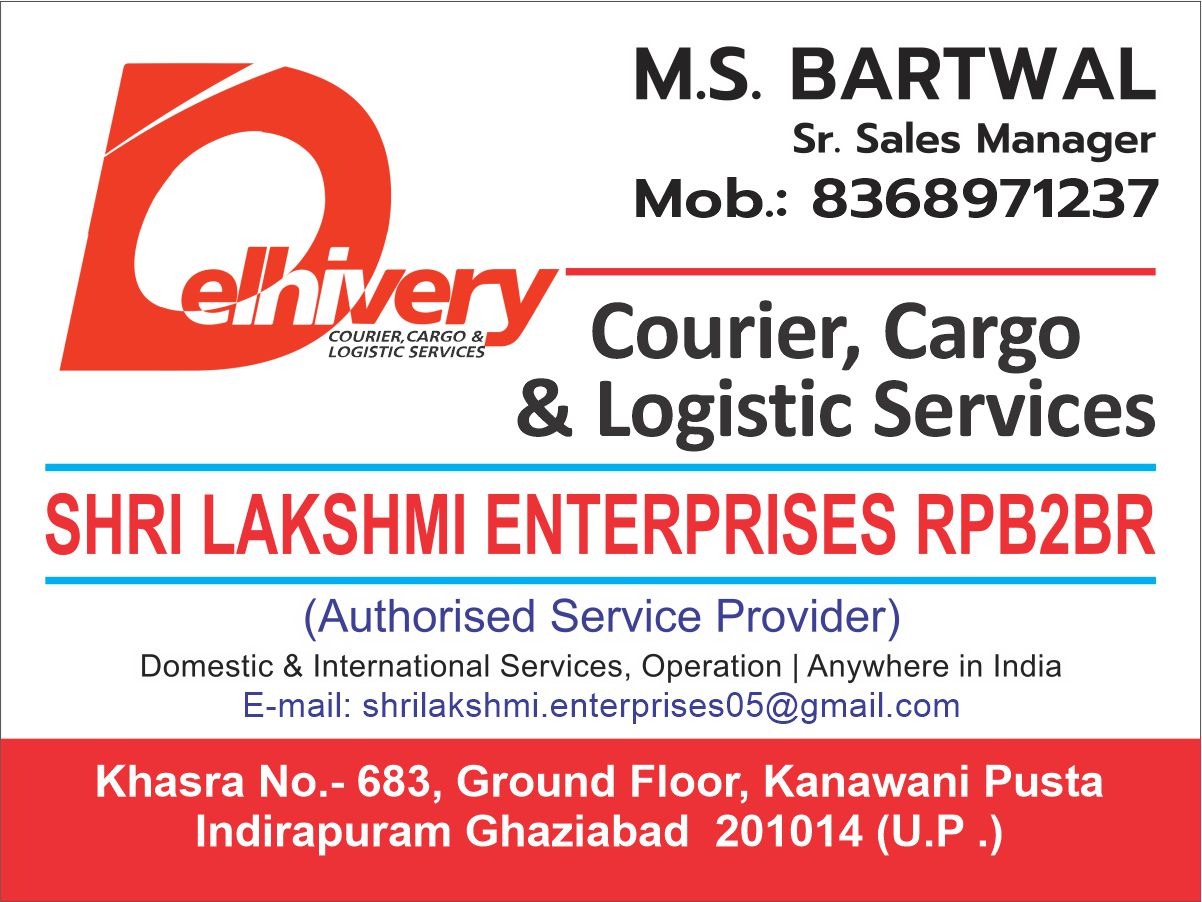 M.S. BARTWAL
Sr. Sales Manager
Mob.: 8368971237
Delhivery
COURIER, CARGO &
LOGISTIC SERVICES
Courier, Cargo
& Logistic Services
SHRI LAKSHMI ENTERPRISES RPB2BR
(Authorised Service Provider)
Domestic & International Services, Operation | Anywhere in India
E-mail: shrilakshmi.enterprises05@gmail.com
Khasra No.- 683, Ground Floor, Kanawani Pusta
Indirapuram Ghaziabad 201014 (U.P .)